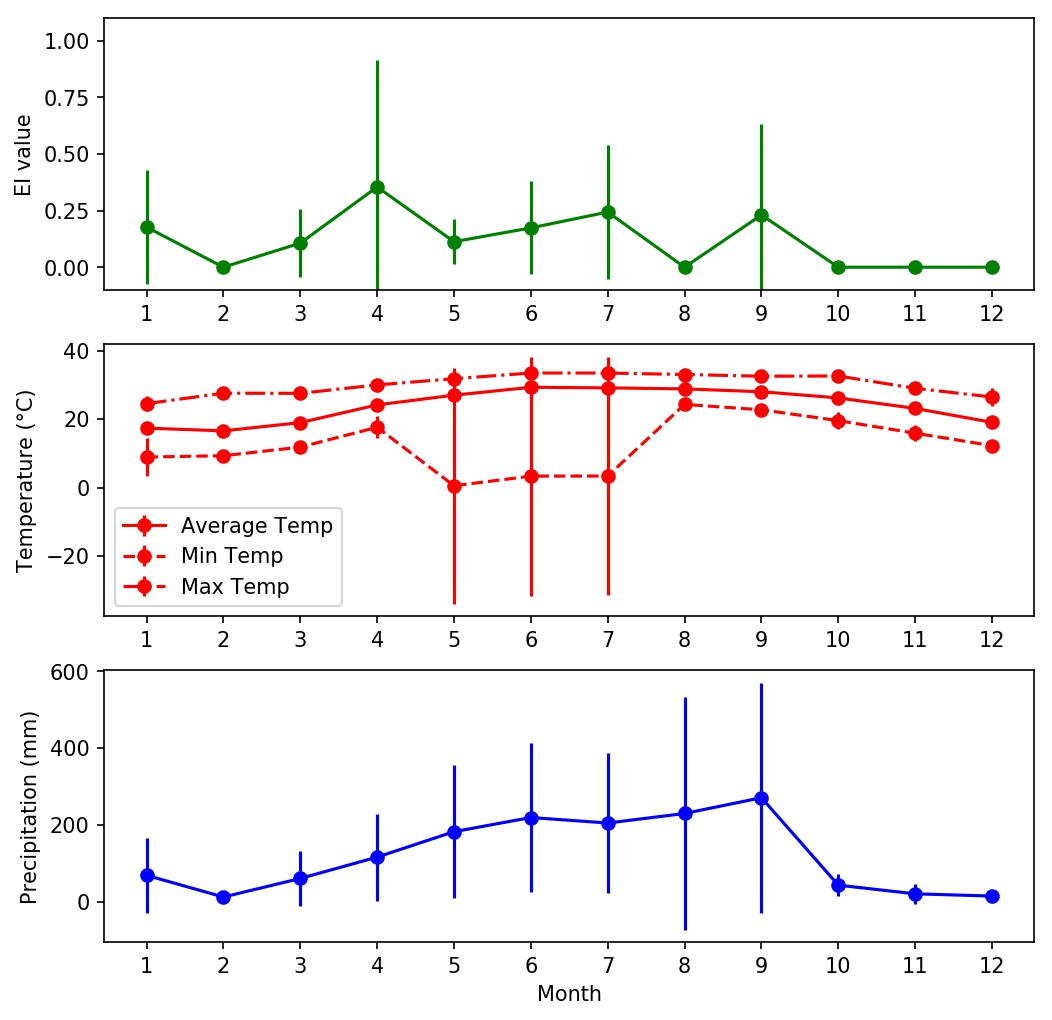 1.00
0.75
0.50
0.25
0.00
EI value
1 2 3 4 5 6 7 8 9 10 11 12
40
20
0
−20
Temperature (°C)
Average Temp
Min Temp
Max Temp
1 2 3 4 5 6 7 8 9 10 11 12
600
400
200
0
Precipitation (mm)
1 2 3 4 5 6 7 8 9 10 11 12
Month